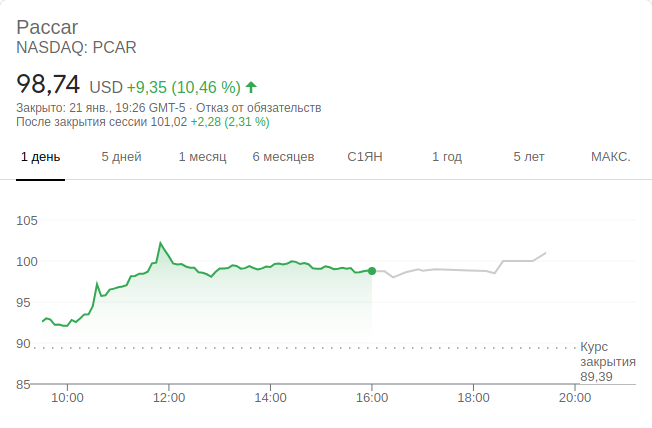 Paccar
NASDAQ: PCAR
98,74 USD +9,35 (10,46 %)
Закрыто: 21 янв., 19:26 GMT-5 · Отказ от обязательств
После закрытия сессии 101,02 +2,28 (2,31 %)
1 день 5 дней 1 месяц 6 месяцев С1ЯН 1 год 5 лет МАКС.
105
100
95
90
Курс
закрытия
89,39
85
10:00 12:00 14:00 16:00 18:00 20:00